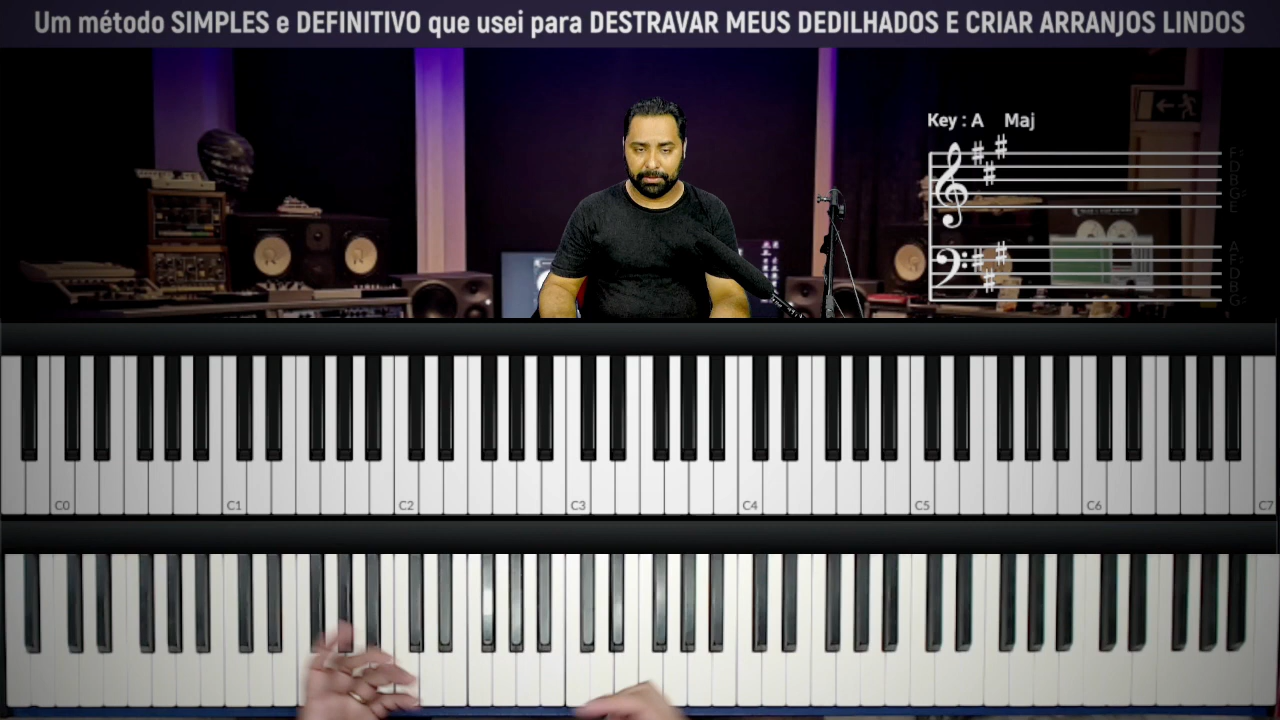 Um método SIMPLES e DEFINITIVO que usei para DESTRAVAR MEUS DEDILHADOS E CRIAR ARRANJOS LINDOS
Key : A Maj
C0 C1 C2 C3 C4 C5 C6 C7